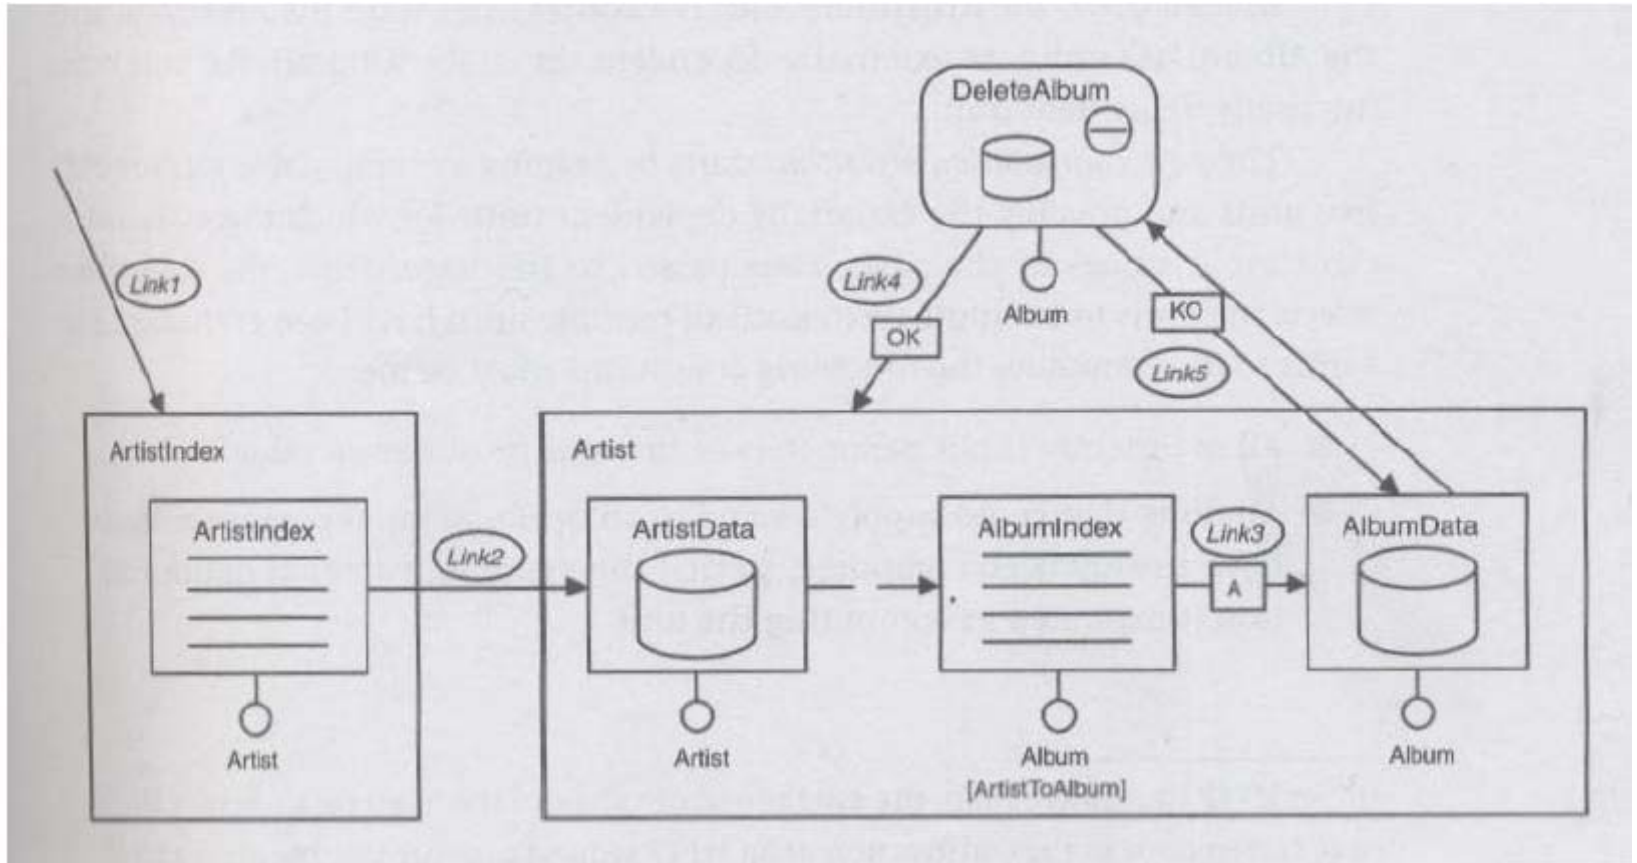 DeleteAlbum
Link1
Link4
Album
KO
OK
Link5
ArtistIndex
Artist
ArtistIndex
Link2
ArtistData
AlbumIndex
Link3
AlbumData
A
Artist
Artist
Album
[ArtistToAlbum]
Album